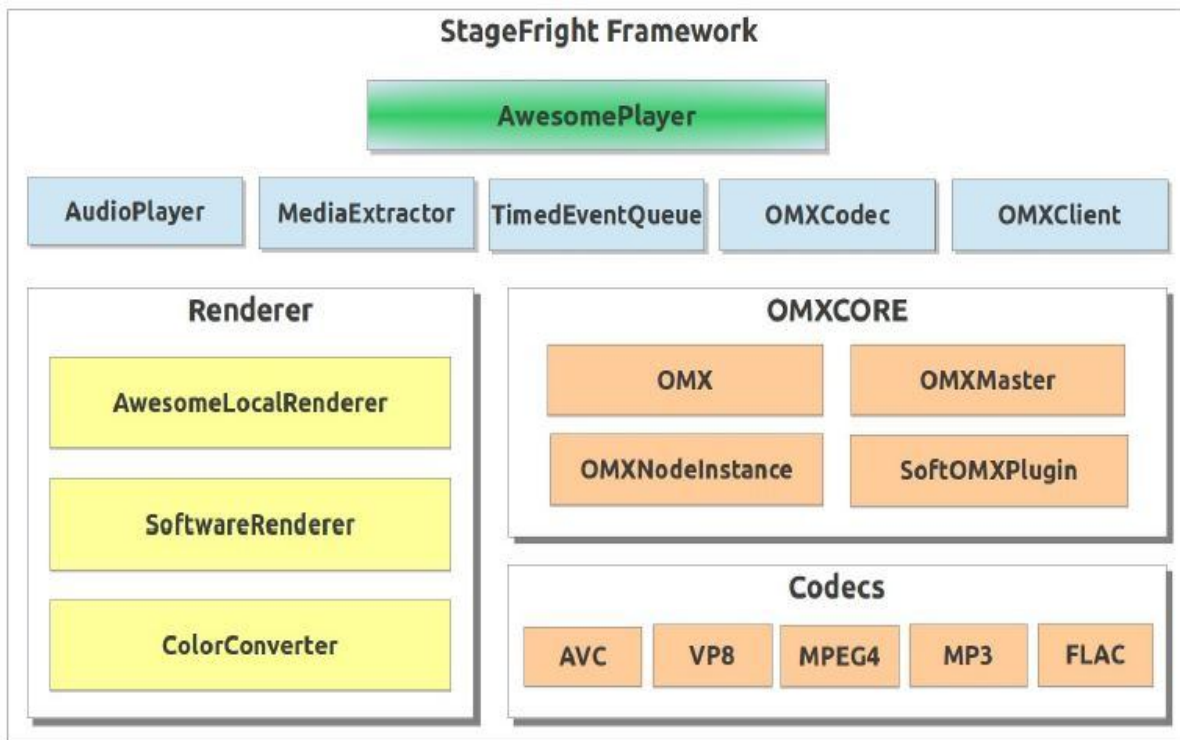 StageFright Framework
AwesomePlayer
AudioPlayer
MediaExtractor
TimedEventQueue
OMXCodec
OMXClient
Renderer
AwesomeLocalRenderer
SoftwareRenderer
ColorConverter
OMXCORE
OMX
OMXMaster
OMXNodeInstance
SoftOMXPlugin
Codecs
AVC
VP8
MPEG4
MP3
FLAC